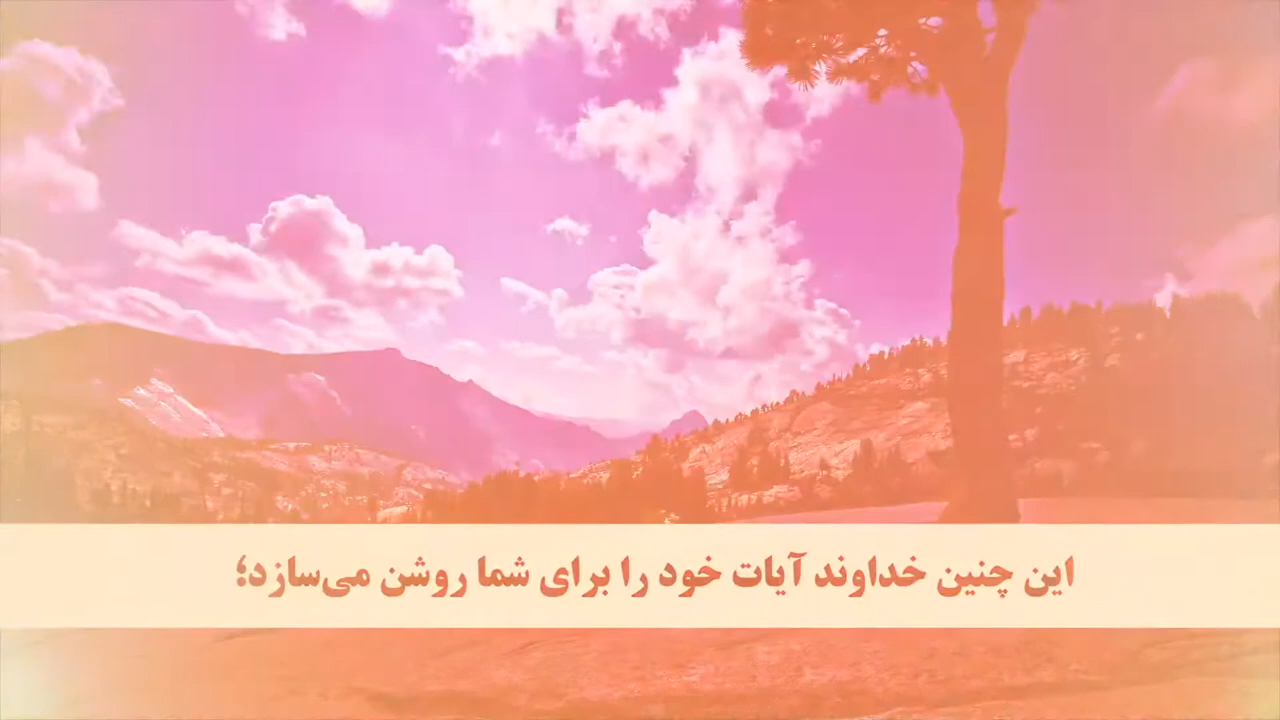 این چنین خداوند آیات خود را برای شما روشن می‌سازد؛